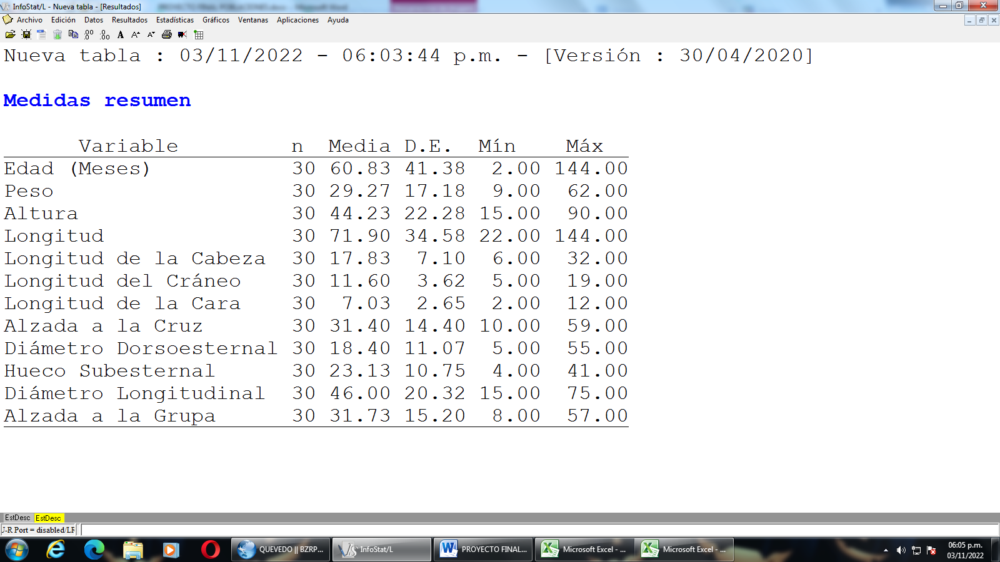 InfoStat/L - Nueva tabla - [Resultados]
Archivo Edición Datos Resultados Estadísticas Gráficos Ventanas Aplicaciones Ayuda
Nueva tabla : 03/11/2022 - 06:03:44 p.m. - [Versión : 30/04/2020]
Medidas resumen
Variable n Media D.E. Mín Máx
Edad (Meses) 30 60.83 41.38 2.00 144.00
Peso 30 29.27 17.18 9.00 62.00
Altura 30 44.23 22.28 15.00 90.00
Longitud 30 71.90 34.58 22.00 144.00
Longitud de la Cabeza 30 17.83 7.10 6.00 32.00
Longitud del Cráneo 30 11.60 3.62 5.00 19.00
Longitud de la Cara 30 7.03 2.65 2.00 12.00
Alzada a la Cruz 30 31.40 14.40 10.00 59.00
Diámetro Dorsoesternal 30 18.40 11.07 5.00 55.00
Hueco Subesternal 30 23.13 10.75 4.00 41.00
Diámetro Longitudinal 30 46.00 20.32 15.00 75.00
Alzada a la Grupa 30 31.73 15.20 8.00 57.00
EstDesc EstDesc
J-R Port = disabled/LF
QUEVEDO || BZRP... InfoStat/L PROYECTO FINAL... Microsoft Excel - ... Microsoft Excel - ... 06:05 p.m.
03/11/2022